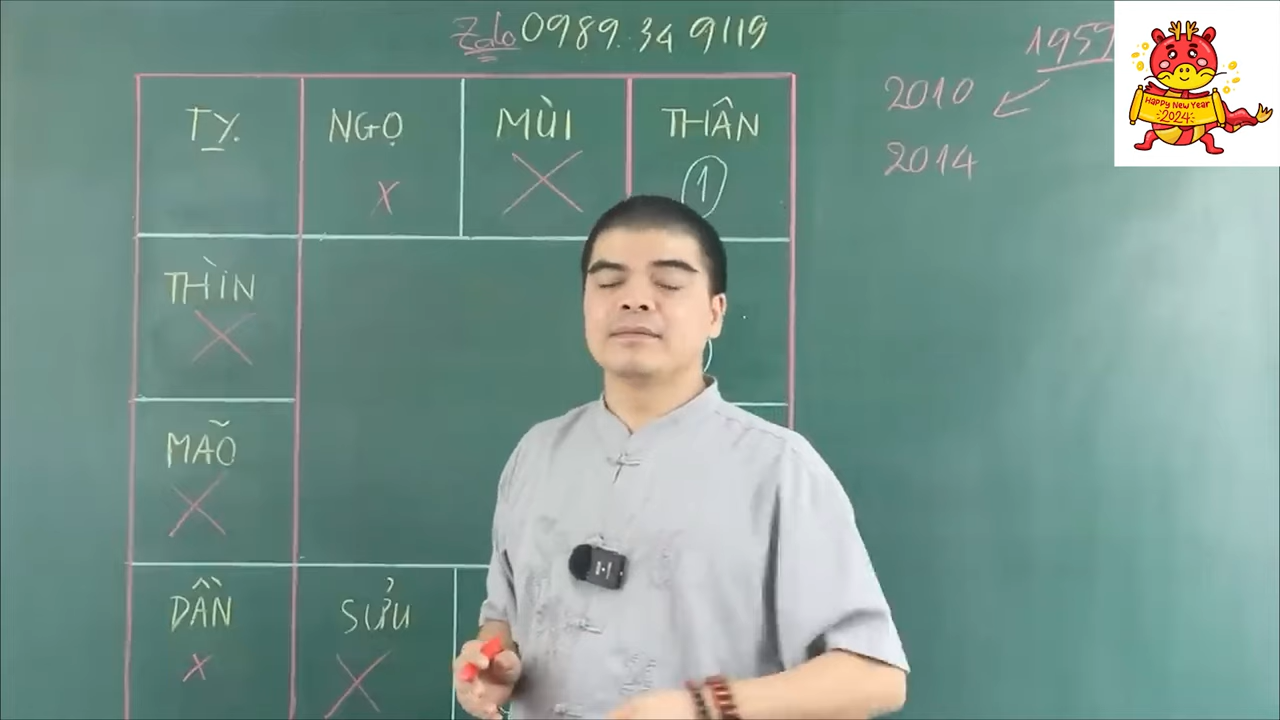 Zalo 0989.34 9119
1959
2010
2014
TỴ
NGỌ
MÙI
THÂN
X
X
1
THÌN
X
MÃO
X
DẦN
SỬU
X
X
HAPPY NEW YEAR
2024